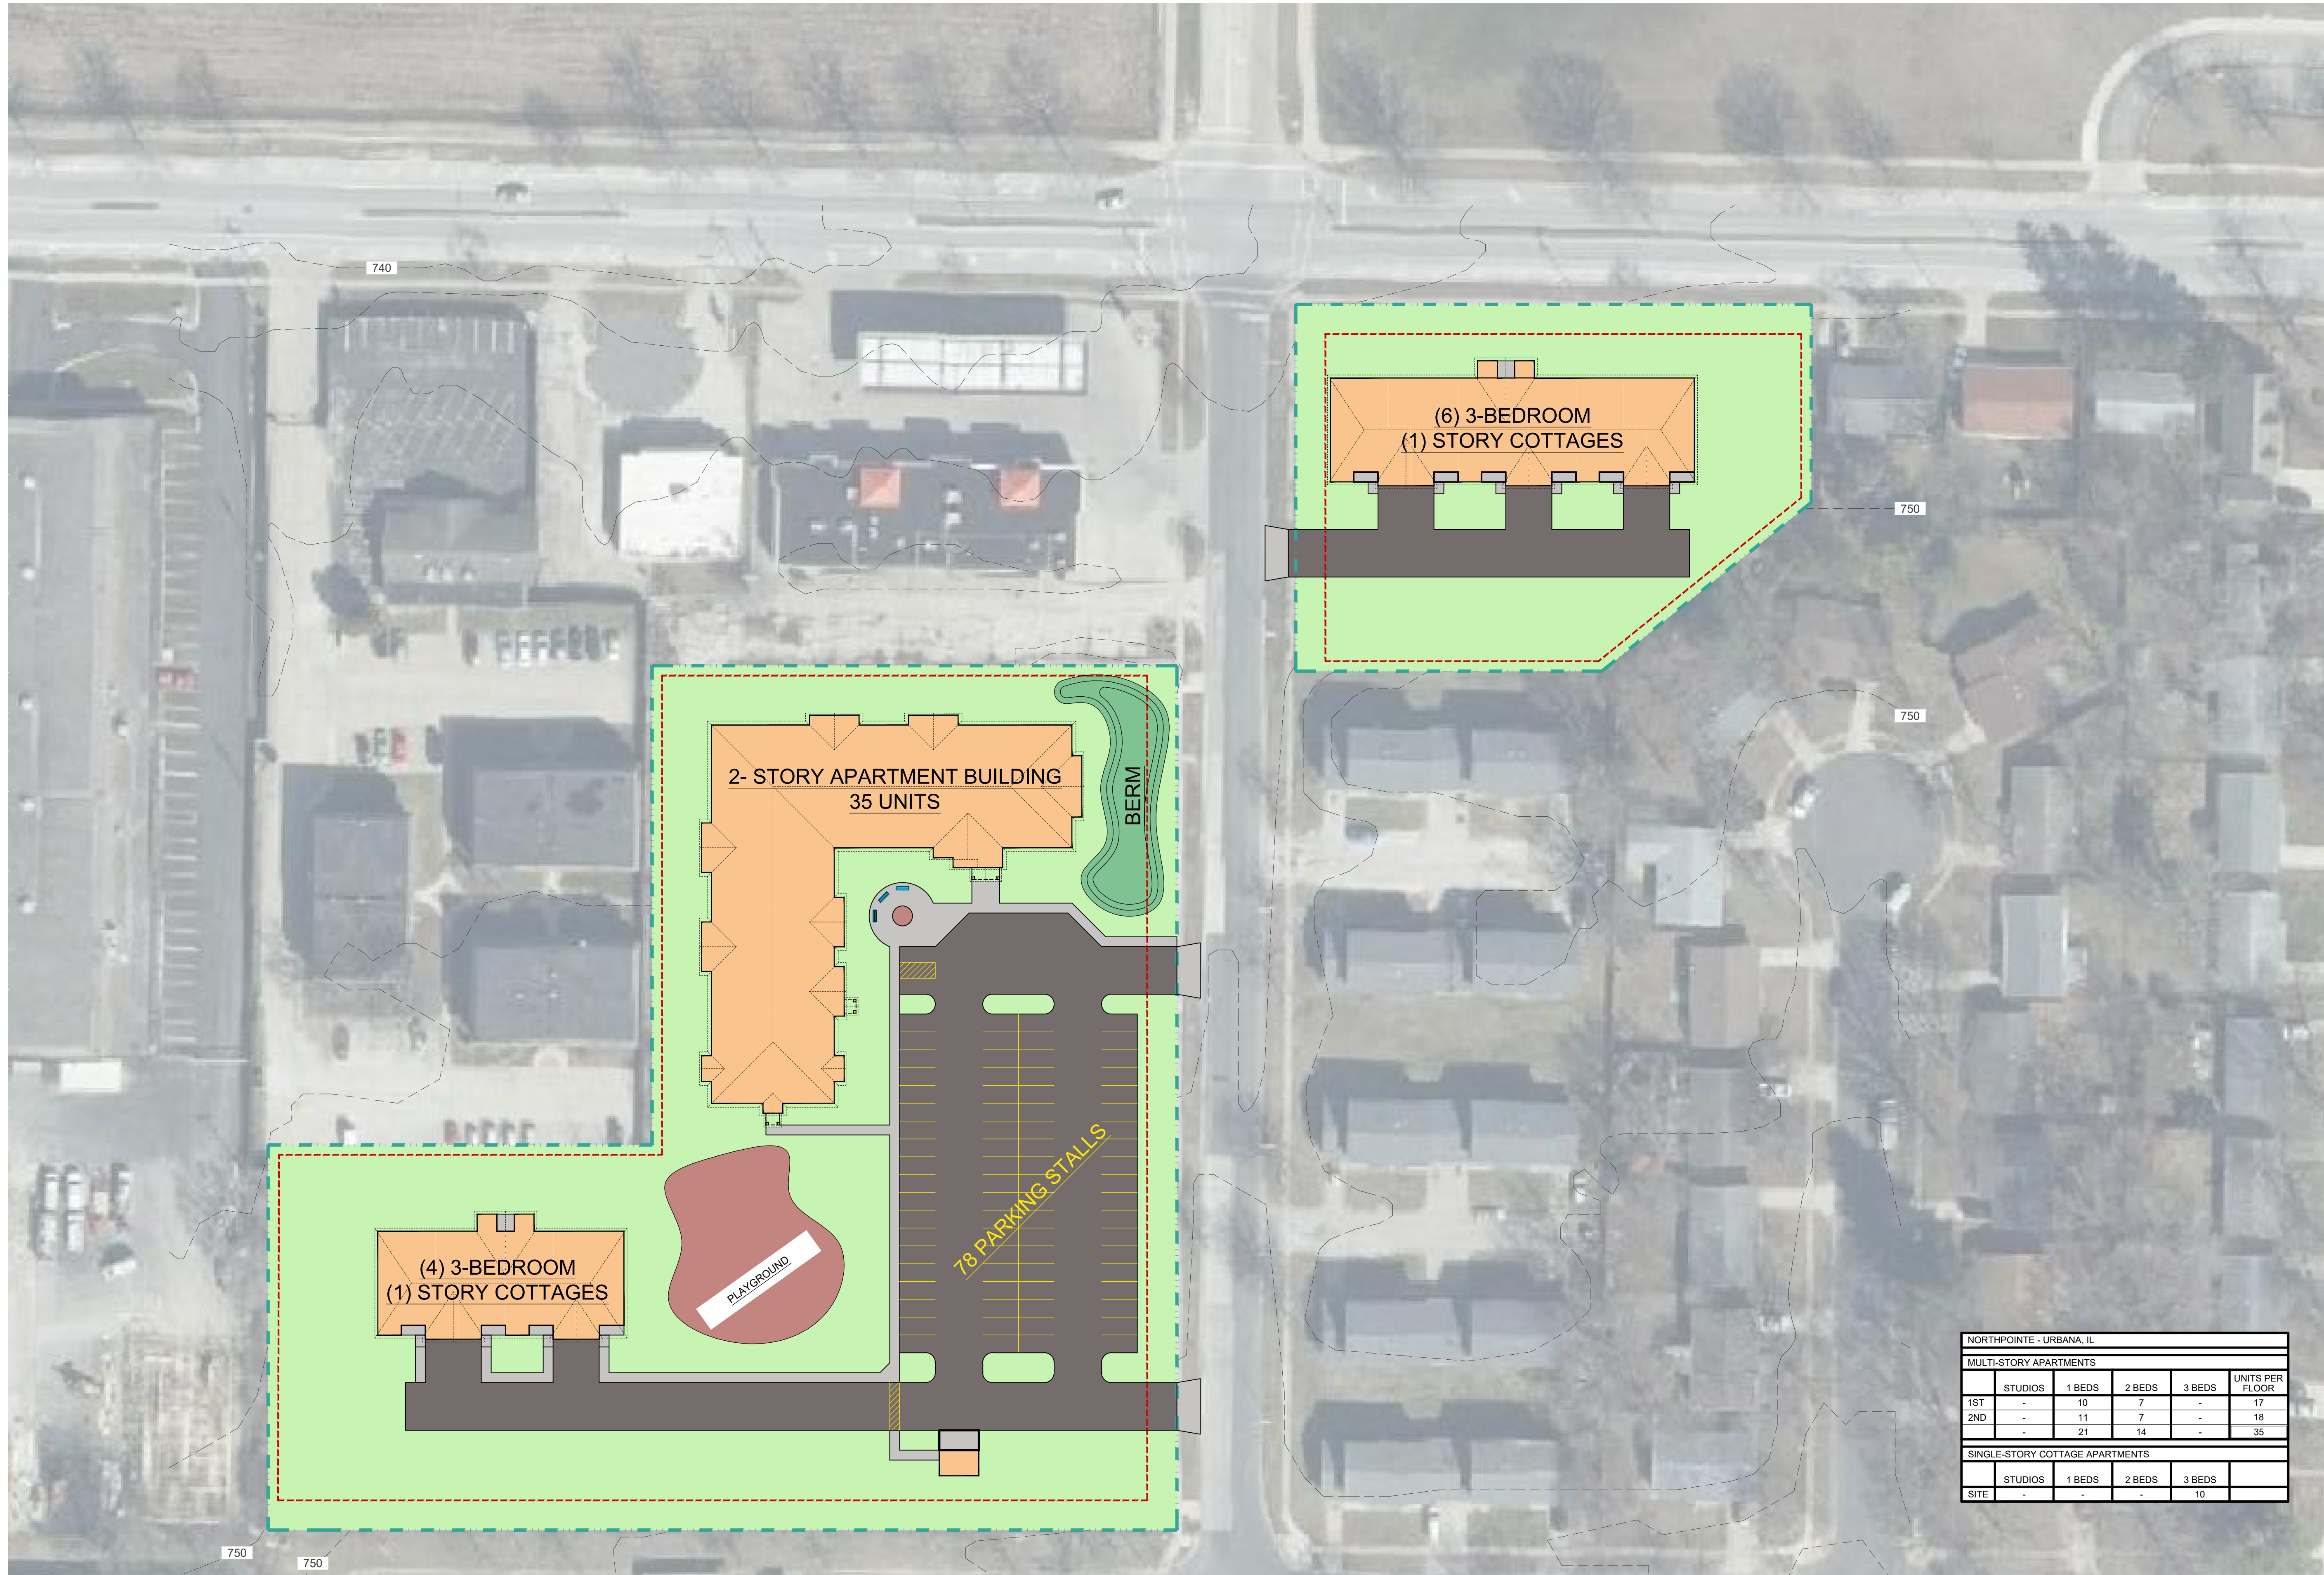 740
(6) 3-BEDROOM
(1) STORY COTTAGES
750
750
2- STORY APARTMENT BUILDING
35 UNITS
BERM
78 PARKING STALLS
PLAYGROUND
(4) 3-BEDROOM
(1) STORY COTTAGES
NORTHPOINTE - URBANA, IL
MULTI-STORY APARTMENTS
STUDIOS 1 BEDS 2 BEDS 3 BEDS UNITS PER FLOOR
1ST - 10 7 - 17
2ND - 11 7 - 18
- 21 14 - 35
SINGLE-STORY COTTAGE APARTMENTS
STUDIOS 1 BEDS 2 BEDS 3 BEDS
SITE - - - 10
750
750